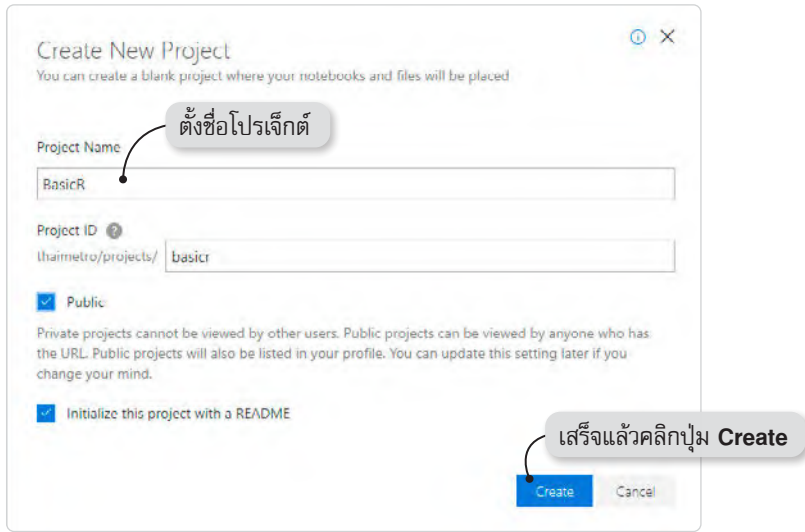 Create New Project
You can create a blank project where your notebooks and files will be placed
ตั้งชื่อโปรเจ็กต์
Project Name
BasicR
Project ID ?
thaimetro/projects/ basicr
Public
Private projects cannot be viewed by other users. Public projects can be viewed by anyone who has
the URL. Public projects will also be listed in your profile. You can update this setting later if you
change your mind.
Initialize this project with a README
เสร็จแล้วคลิกปุ่ม Create
Create Cancel